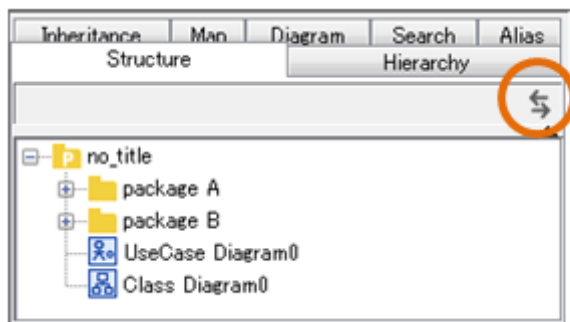 Inheritance Map Diagram Search Alias
Structure Hierarchy
no_title
package A
package B
UseCase Diagram0
Class Diagram0